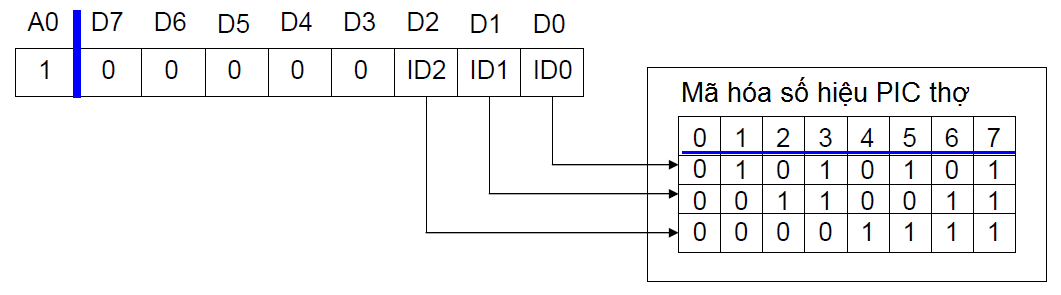 A0 D7 D6 D5 D4 D3 D2 D1 D0
1 0 0 0 0 0 ID2 ID1 ID0
Mã hóa số hiệu PIC thợ
0 1 2 3 4 5 6 7
0 1 0 1 0 1 0 1
0 0 1 1 0 0 1 1
0 0 0 0 1 1 1 1